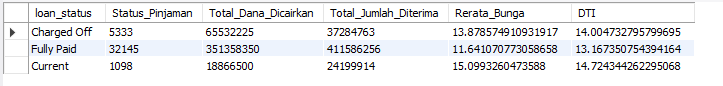 loan_status Status_Pinjaman Total_Dana_Dicairkan Total_Jumlah_Diterima Rerata_Bunga DTI
Charged Off 5333 65532225 37284763 13.878574910931917 14.004732795799695
Fully Paid 32145 351358350 411586256 11.641070773058658 13.167350754394164
Current 1098 18866500 24199914 15.0993260473588 14.724344262295068